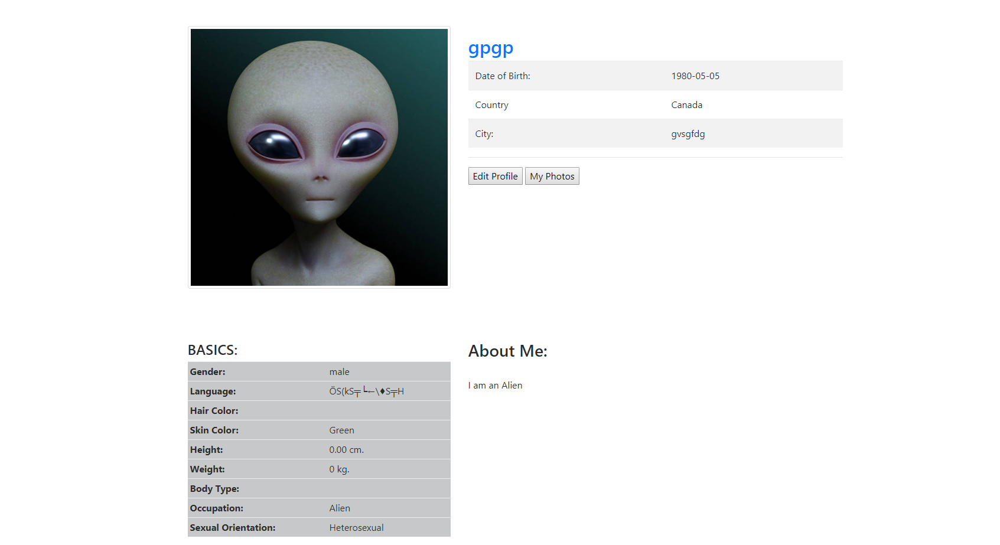 gpgp
Date of Birth: 1980-05-05
Country Canada
City: gvsgfdg
Edit Profile My Photos
BASICS:
Gender: male
Language: ÖS(kS╤└←\♦S╤H
Hair Color:
Skin Color: Green
Height: 0.00 cm.
Weight: 0 kg.
Body Type:
Occupation: Alien
Sexual Orientation: Heterosexual
About Me:
I am an Alien